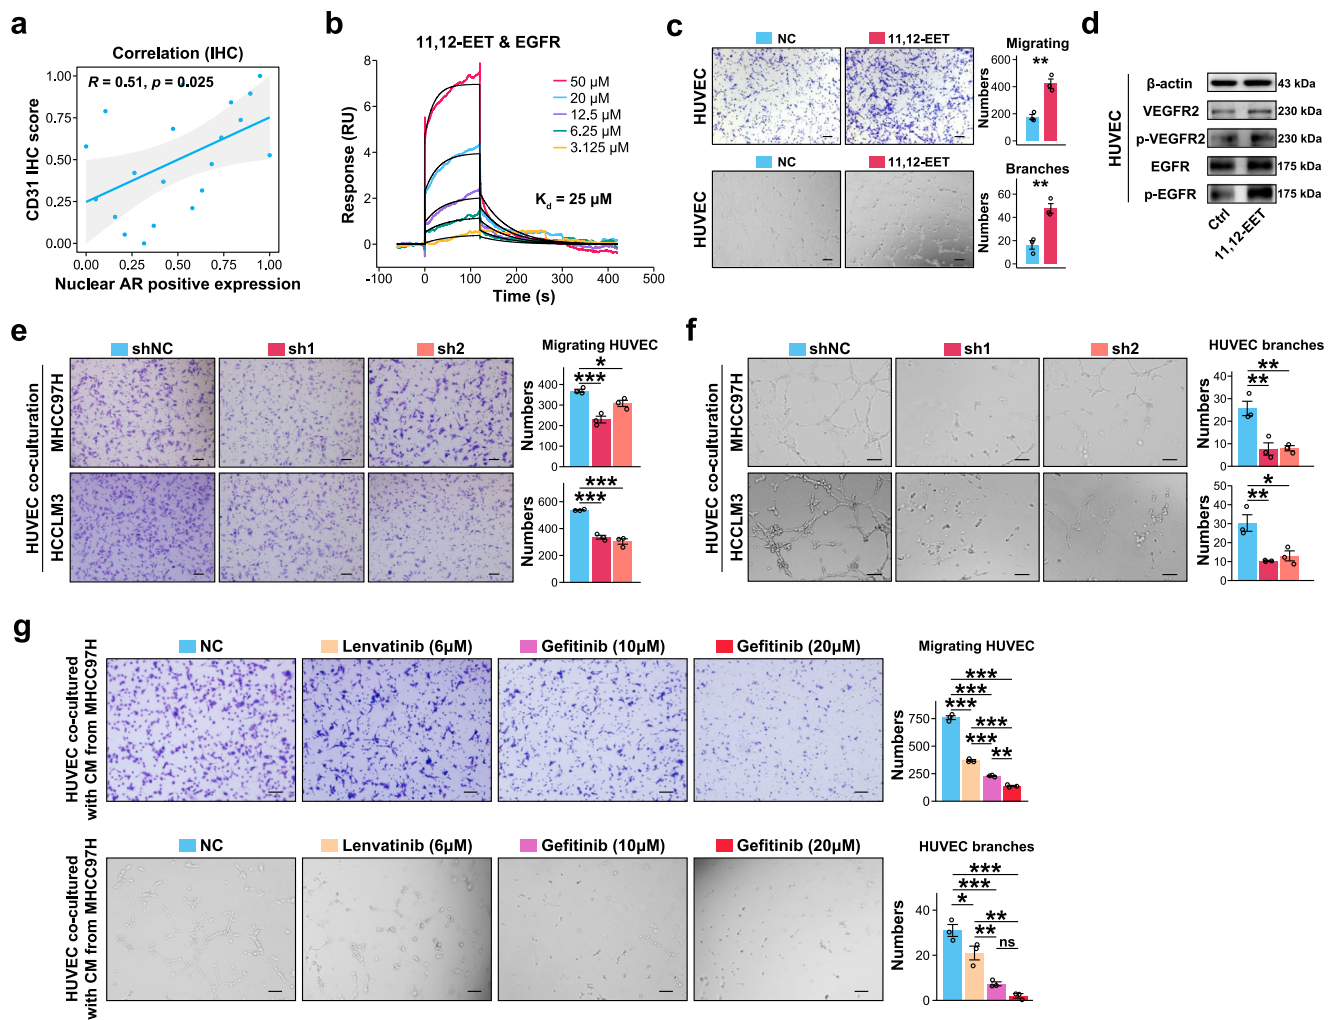 a
Correlation (IHC)
R = 0.51, p = 0.025
CD31 IHC score
1.00
0.75
0.50
0.25
0.00
0.00 0.25 0.50 0.75 1.00
Nuclear AR positive expression
b
11,12-EET & EGFR
Response (RU)
8
6
4
2
0
50 µM
20 µM
12.5 µM
6.25 µM
3.125 µM
Kd = 25 µM
-100 0 100 200 300 400 500
Time (s)
c
NC 11,12-EET
HUVEC
Migrating
**
Numbers
600
400
200
0
NC 11,12-EET
HUVEC
Branches
**
Numbers
60
40
20
0
d
HUVEC
β-actin 43 kDa
VEGFR2 230 kDa
p-VEGFR2 230 kDa
EGFR 175 kDa
p-EGFR 175 kDa
Ctrl
11,12-EET
e
shNC sh1 sh2
HUVEC co-culturation
MHCC97H
HCCLM3
Migrating HUVEC
*
***
Numbers
400
300
200
100
0
***
***
Numbers
600
400
200
0
f
shNC sh1 sh2
HUVEC co-culturation
MHCC97H
HCCLM3
HUVEC branches
**
**
Numbers
40
30
20
10
0
*
**
Numbers
50
40
30
20
10
0
g
NC Lenvatinib (6µM) Gefitinib (10µM) Gefitinib (20µM)
HUVEC co-cultured
with CM from MHCC97H
Migrating HUVEC
***
***
***
***
***
**
Numbers
750
500
250
0
NC Lenvatinib (6µM) Gefitinib (10µM) Gefitinib (20µM)
HUVEC co-cultured
with CM from MHCC97H
HUVEC branches
***
***
*
**
**
ns
Numbers
40
20
0